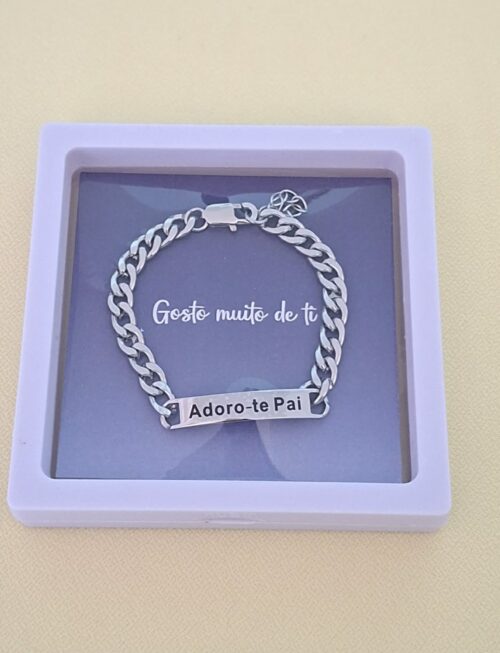 Gosto muito de ti
Adoro-te Pai